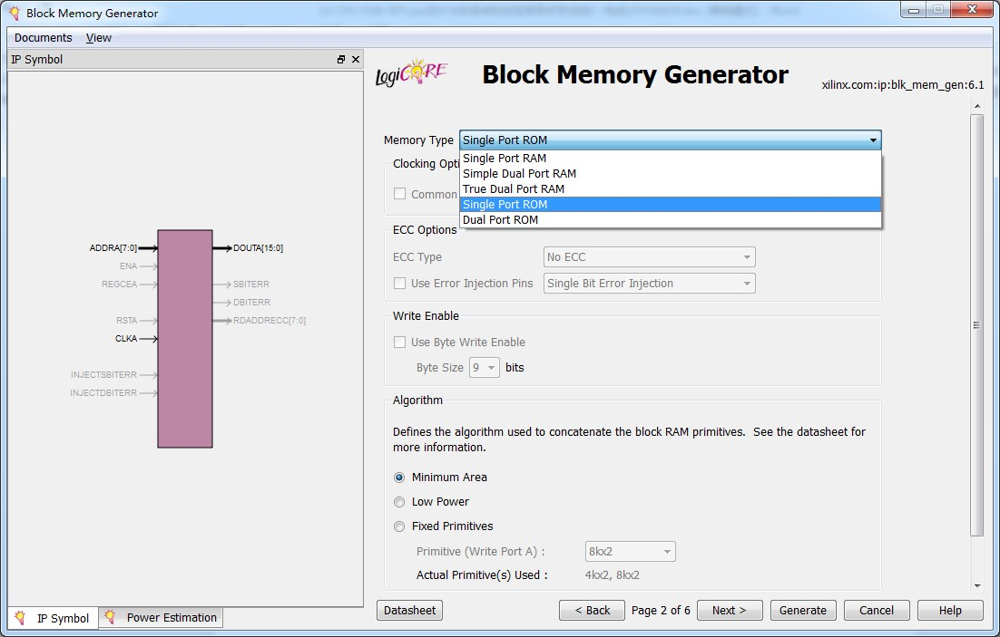 Block Memory Generator
Documents View
IP Symbol
LogiCORE
Block Memory Generator
xilinx.com:ip:blk_mem_gen:6.1
ADDRA[7:0]
ENA
REGCEA
RSTA
CLKA
INJECTSBITERR
INJECTDBITERR
DOUTA[15:0]
SBITERR
DBITERR
RDADDRECC[7:0]
Memory Type Single Port ROM
Single Port RAM
Simple Dual Port RAM
True Dual Port RAM
Single Port ROM
Dual Port ROM
Clocking Opti
Common
ECC Options
ECC Type No ECC
Use Error Injection Pins Single Bit Error Injection
Write Enable
Use Byte Write Enable
Byte Size 9 bits
Algorithm
Defines the algorithm used to concatenate the block RAM primitives. See the datasheet for
more information.
Minimum Area
Low Power
Fixed Primitives
Primitive (Write Port A) : 8kx2
Actual Primitive(s) Used : 4kx2, 8kx2
IP Symbol Power Estimation
Datasheet < Back Page 2 of 6 Next > Generate Cancel Help